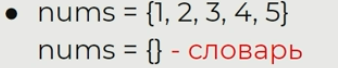 ● nums = {1, 2, 3, 4, 5}
nums = {} - словарь